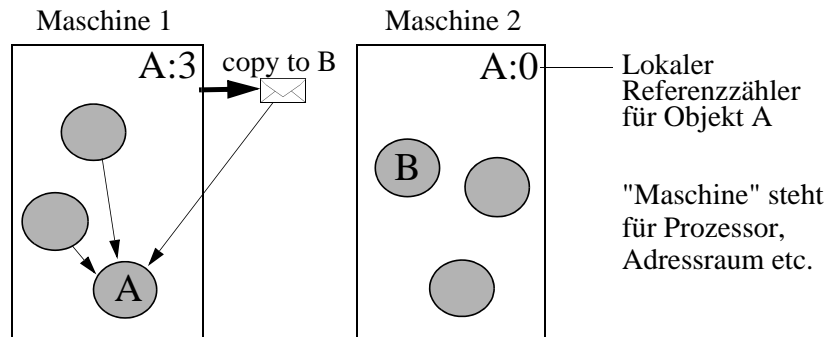 Maschine 1
Maschine 2
A:3
copy to B
A:0
Lokaler
Referenzzähler
für Objekt A
B
"Maschine" steht
für Prozessor,
Adressraum etc.
A